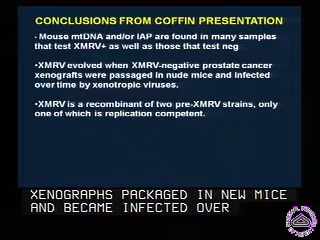 CONCLUSIONS FROM COFFIN PRESENTATION
• Mouse mtDNA and/or IAP are found in many samples
that test XMRV+ as well as those that test neg
•XMRV evolved when XMRV-negative prostate cancer
xenografts were passaged in nude mice and infected
over time by xenotropic viruses.
•XMRV is a recombinant of two pre-XMRV strains, only
one of which is replication competent.
XENOGRAPHS PACKAGED IN NEW MICE
AND BECAME INFECTED OVER